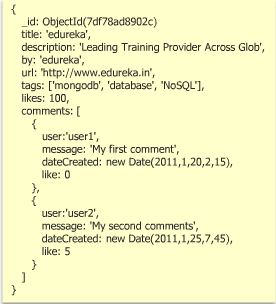 {
_id: ObjectId(7df78ad8902c)
title: 'edureka',
description: 'Leading Training Provider Across Glob',
by: 'edureka',
url: 'http://www.edureka.in',
tags: ['mongodb', 'database', 'NoSQL'],
likes: 100,
comments: [
{
user:'user1',
message: 'My first comment',
dateCreated: new Date(2011,1,20,2,15),
like: 0
},
{
user:'user2',
message: 'My second comments',
dateCreated: new Date(2011,1,25,7,45),
like: 5
}
]
}